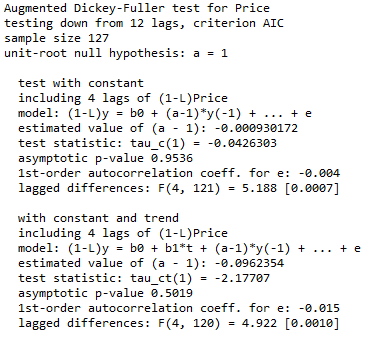 Augmented Dickey-Fuller test for Price
testing down from 12 lags, criterion AIC
sample size 127
unit-root null hypothesis: a = 1
test with constant
including 4 lags of (1-L)Price
model: (1-L)y = b0 + (a-1)*y(-1) + ... + e
estimated value of (a - 1): -0.000930172
test statistic: tau_c(1) = -0.0426303
asymptotic p-value 0.9536
1st-order autocorrelation coeff. for e: -0.004
lagged differences: F(4, 121) = 5.188 [0.0007]
with constant and trend
including 4 lags of (1-L)Price
model: (1-L)y = b0 + b1*t + (a-1)*y(-1) + ... + e
estimated value of (a - 1): -0.0962354
test statistic: tau_ct(1) = -2.17707
asymptotic p-value 0.5019
1st-order autocorrelation coeff. for e: -0.015
lagged differences: F(4, 120) = 4.922 [0.0010]